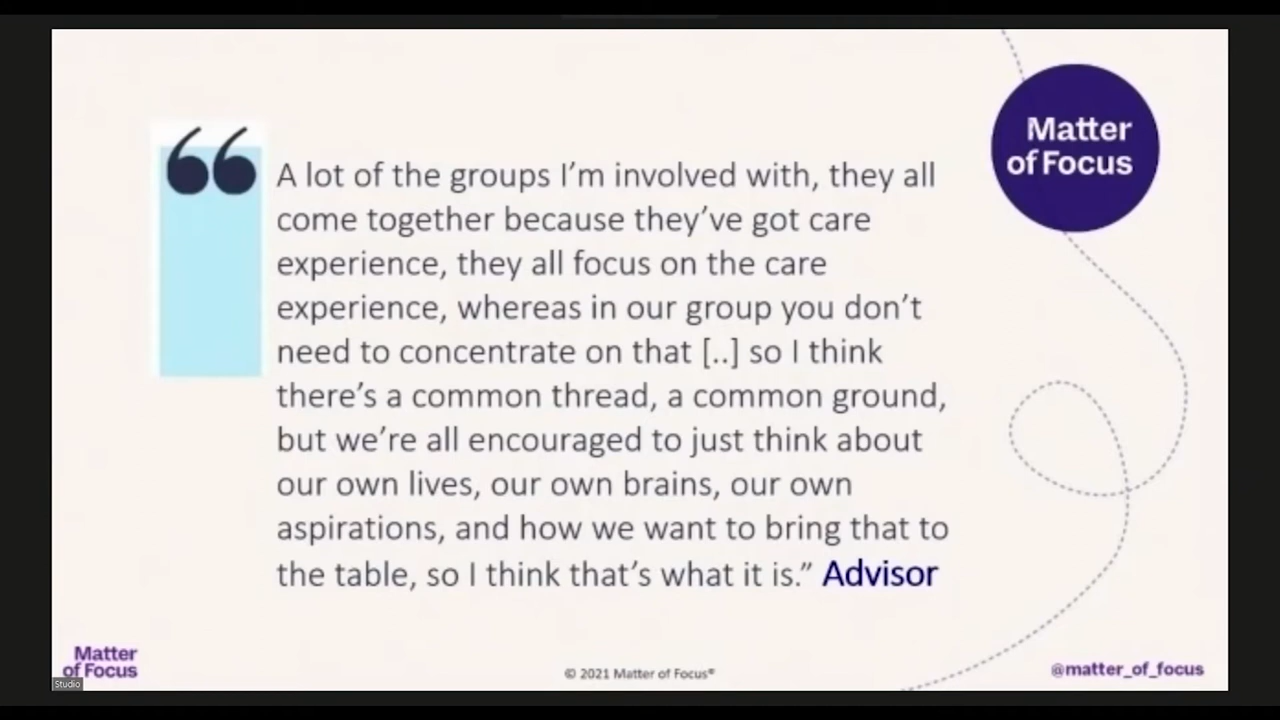 Matter
of Focus
“
A lot of the groups I’m involved with, they all
come together because they’ve got care
experience, they all focus on the care
experience, whereas in our group you don’t
need to concentrate on that [..] so I think
there’s a common thread, a common ground,
but we’re all encouraged to just think about
our own lives, our own brains, our own
aspirations, and how we want to bring that to
the table, so I think that’s what it is.” Advisor
Matter
of Focus
Studio
© 2021 Matter of Focus®
@matter_of_focus